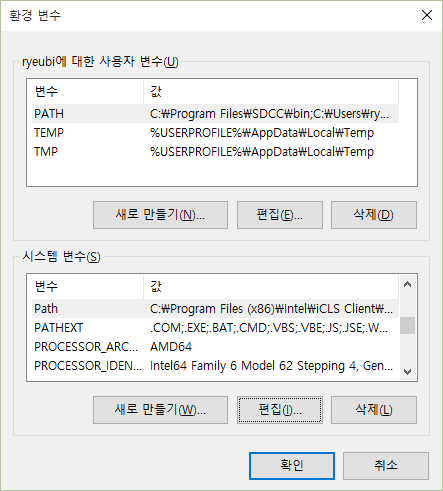 환경 변수
ryeubi에 대한 사용자 변수(U)
변수 값
PATH C:₩Program Files₩SDCC₩bin;C:₩Users₩ry...
TEMP %USERPROFILE%₩AppData₩Local₩Temp
TMP %USERPROFILE%₩AppData₩Local₩Temp
새로 만들기(N)... 편집(E)... 삭제(D)
시스템 변수(S)
변수 값
Path C:₩Program Files (x86)₩Intel₩iCLS Client₩...
PATHEXT .COM;.EXE;.BAT;.CMD;.VBS;.VBE;.JS;.JSE;.W...
PROCESSOR_ARC... AMD64
PROCESSOR_IDEN... Intel64 Family 6 Model 62 Stepping 4, Gen...
새로 만들기(W)... 편집(I)... 삭제(L)
확인 취소